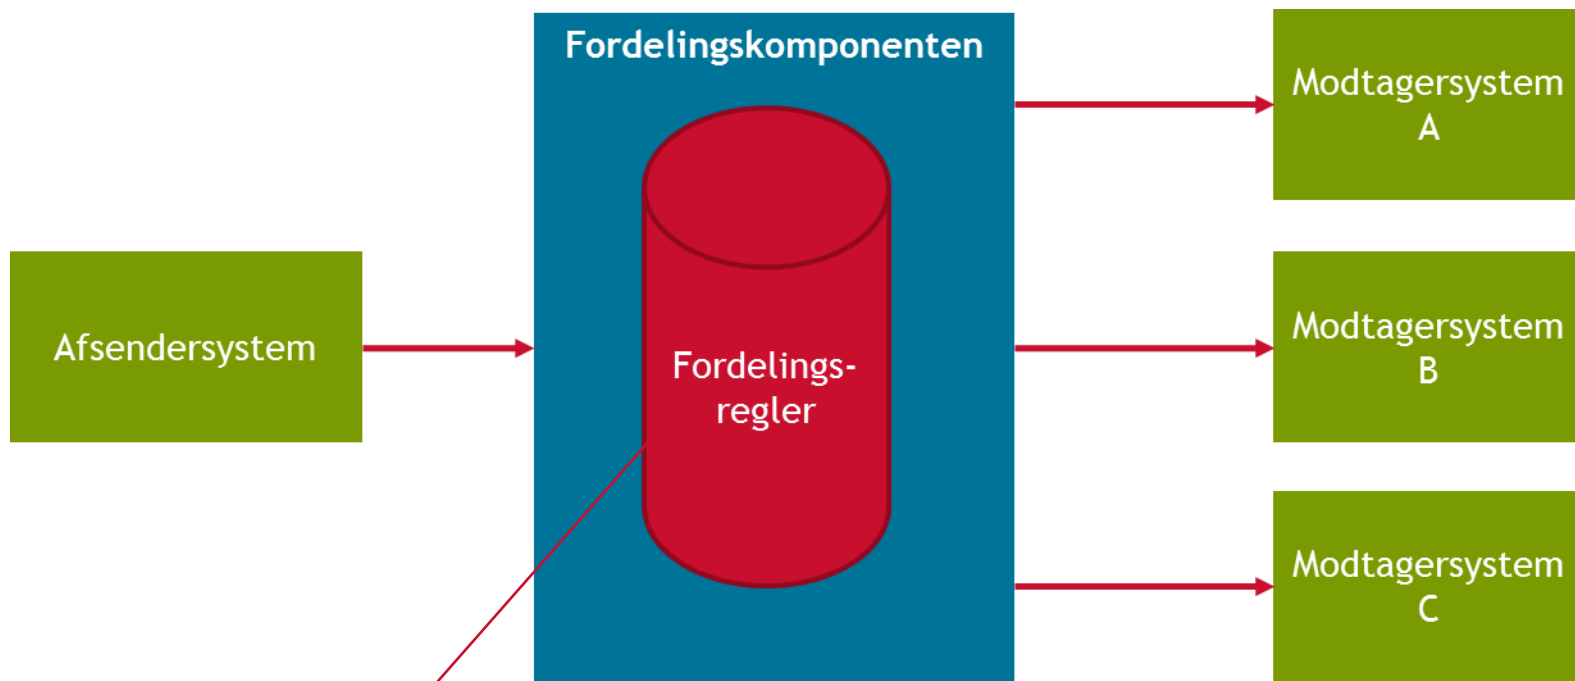 Fordelingskomponenten
Afsendersystem
Fordelings-
regler
Modtagersystem
A
Modtagersystem
B
Modtagersystem
C